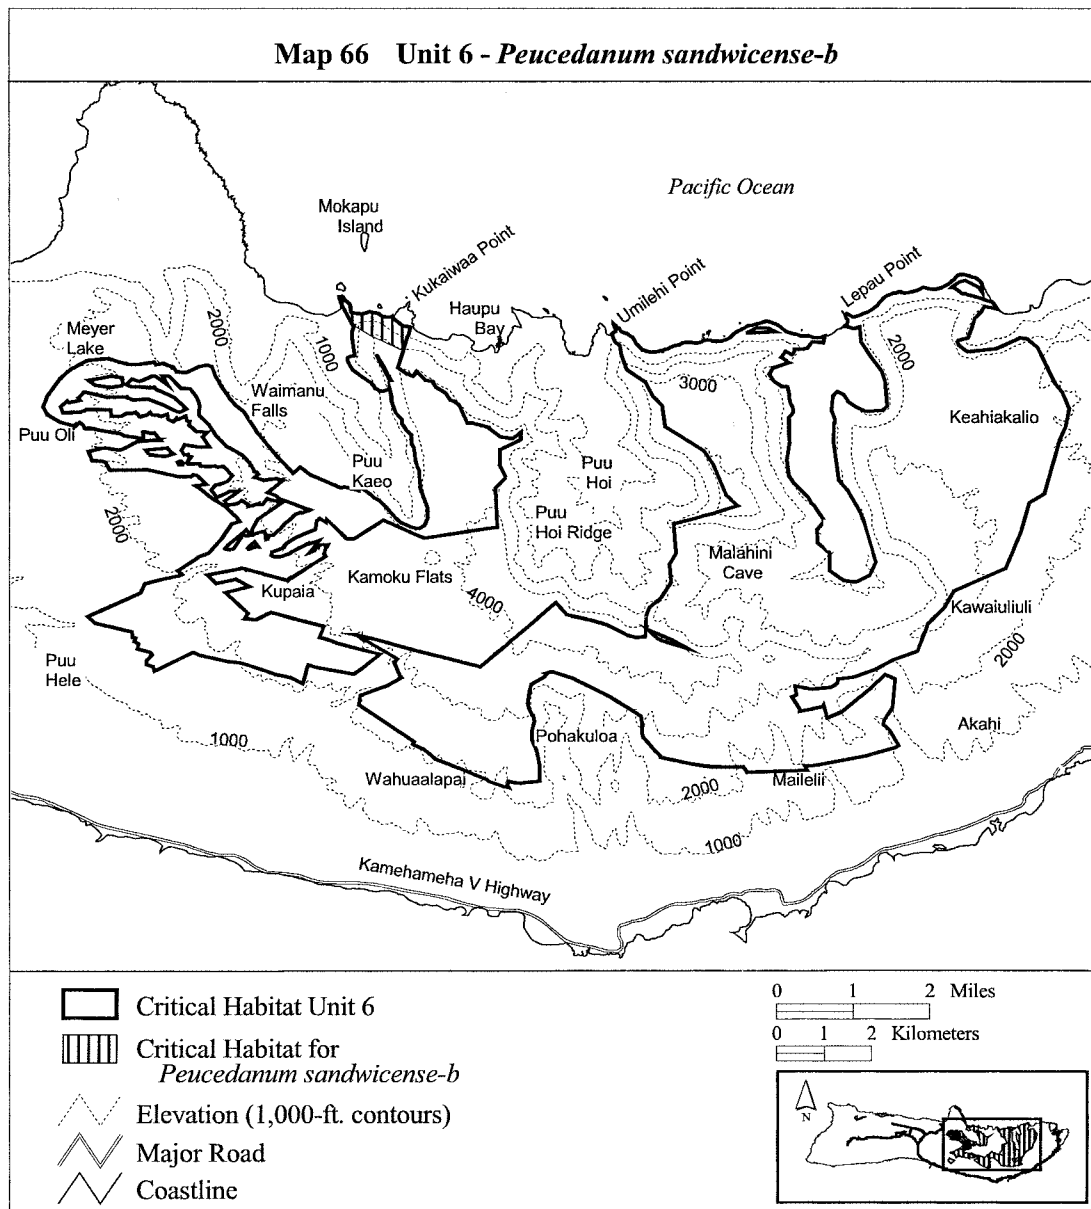 Map 66 Unit 6 - Peucedanum sandwicense-b
Pacific Ocean
Mokapu
Island
Kukaiwaa Point
Haupu
Bay
Umilehi Point
Lepau Point
Meyer
Lake
2000
1000
Waimanu
Falls
3000
2000
Keahiakalio
Puu Oli
Puu
Kaeo
Puu
Hoi
2000
Puu
Hoi Ridge
Malahini
Cave
Kamoku Flats
Kupaia
4000
Kawaiuliuli
2000
Puu
Hele
1000
Pohakuloa
Akahi
Wahuaalapai
2000
Mailelii
1000
Kamehameha V Highway
Critical Habitat Unit 6
Critical Habitat for
Peucedanum sandwicense-b
Elevation (1,000-ft. contours)
Major Road
Coastline
0 1 2 Miles
0 1 2 Kilometers
N